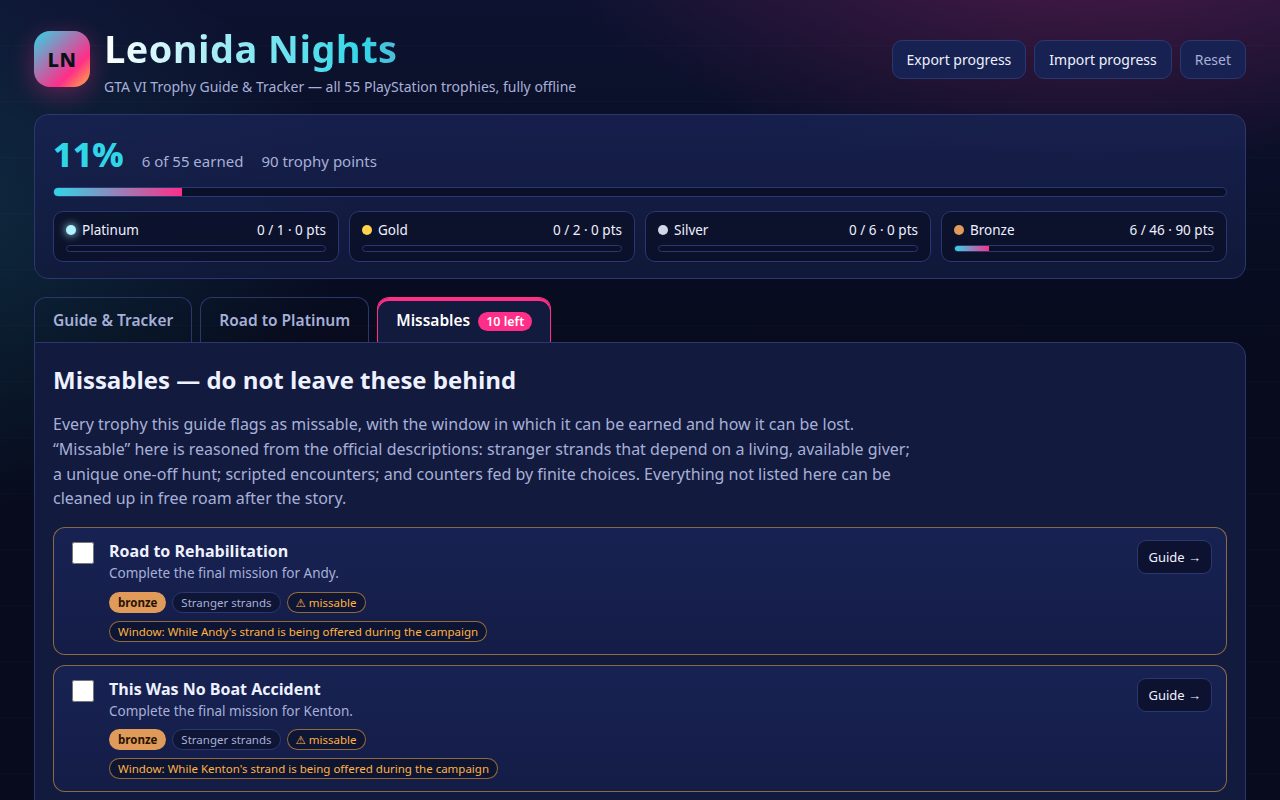 LN
Leonida Nights
GTA VI Trophy Guide & Tracker — all 55 PlayStation trophies, fully offline
Export progress
Import progress
Reset
11%
6 of 55 earned
90 trophy points
Platinum
0 / 1 · 0 pts
Gold
0 / 2 · 0 pts
Silver
0 / 6 · 0 pts
Bronze
6 / 46 · 90 pts
Guide & Tracker
Road to Platinum
Missables
10 left
Missables — do not leave these behind
Every trophy this guide flags as missable, with the window in which it can be earned and how it can be lost.
“Missable” here is reasoned from the official descriptions: stranger strands that depend on a living, available giver;
a unique one-off hunt; scripted encounters; and counters fed by finite choices. Everything not listed here can be
cleaned up in free roam after the story.
Road to Rehabilitation
Guide →
Complete the final mission for Andy.
bronze
Stranger strands
⚠ missable
Window: While Andy's strand is being offered during the campaign
This Was No Boat Accident
Guide →
Complete the final mission for Kenton.
bronze
Stranger strands
⚠ missable
Window: While Kenton's strand is being offered during the campaign